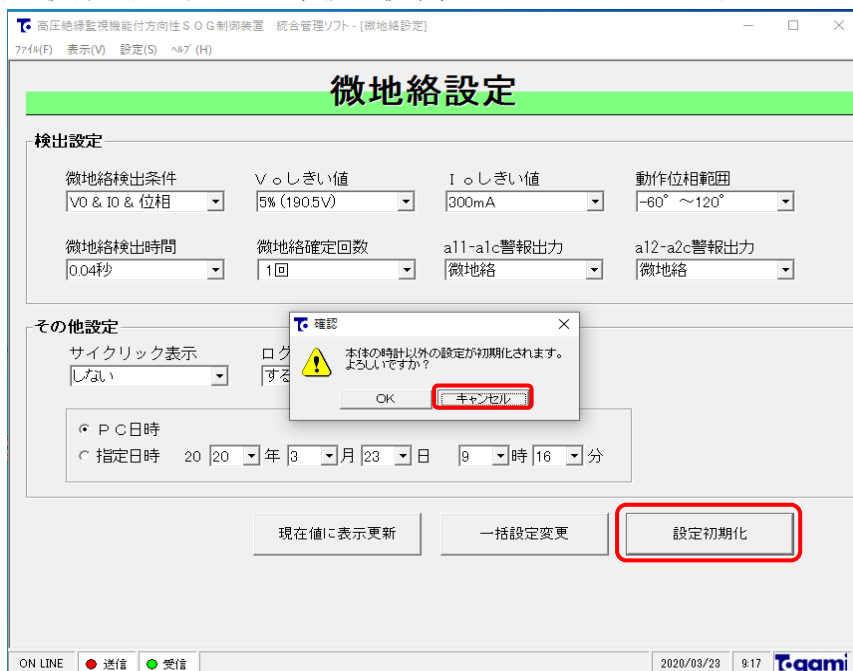 高圧絶縁監視機能付方向性ＳＯＧ制御装置　統合管理ソフト - [微地絡設定]
ﾌｧｲﾙ(F)　表示(V)　設定(S)　ﾍﾙﾌﾟ(H)
微地絡設定
検出設定
微地絡検出条件　Ｖｏしきい値　Ｉｏしきい値　動作位相範囲
V0 & I0 & 位相　5% (190.5V)　300mA　-60°～120°
微地絡検出時間　微地絡確定回数　a11-a1c警報出力　a12-a2c警報出力
0.04秒　1回　微地絡　微地絡
その他設定
サイクリック表示　ログ
しない　する
確認
本体の時計以外の設定が初期化されます。
よろしいですか？
OK　キャンセル
ＰＣ日時
指定日時　20 20 年 3 月 23 日 9 時 16 分
現在値に表示更新　一括設定変更　設定初期化
ON LINE　送信　受信　2020/03/23　9:17　Togami